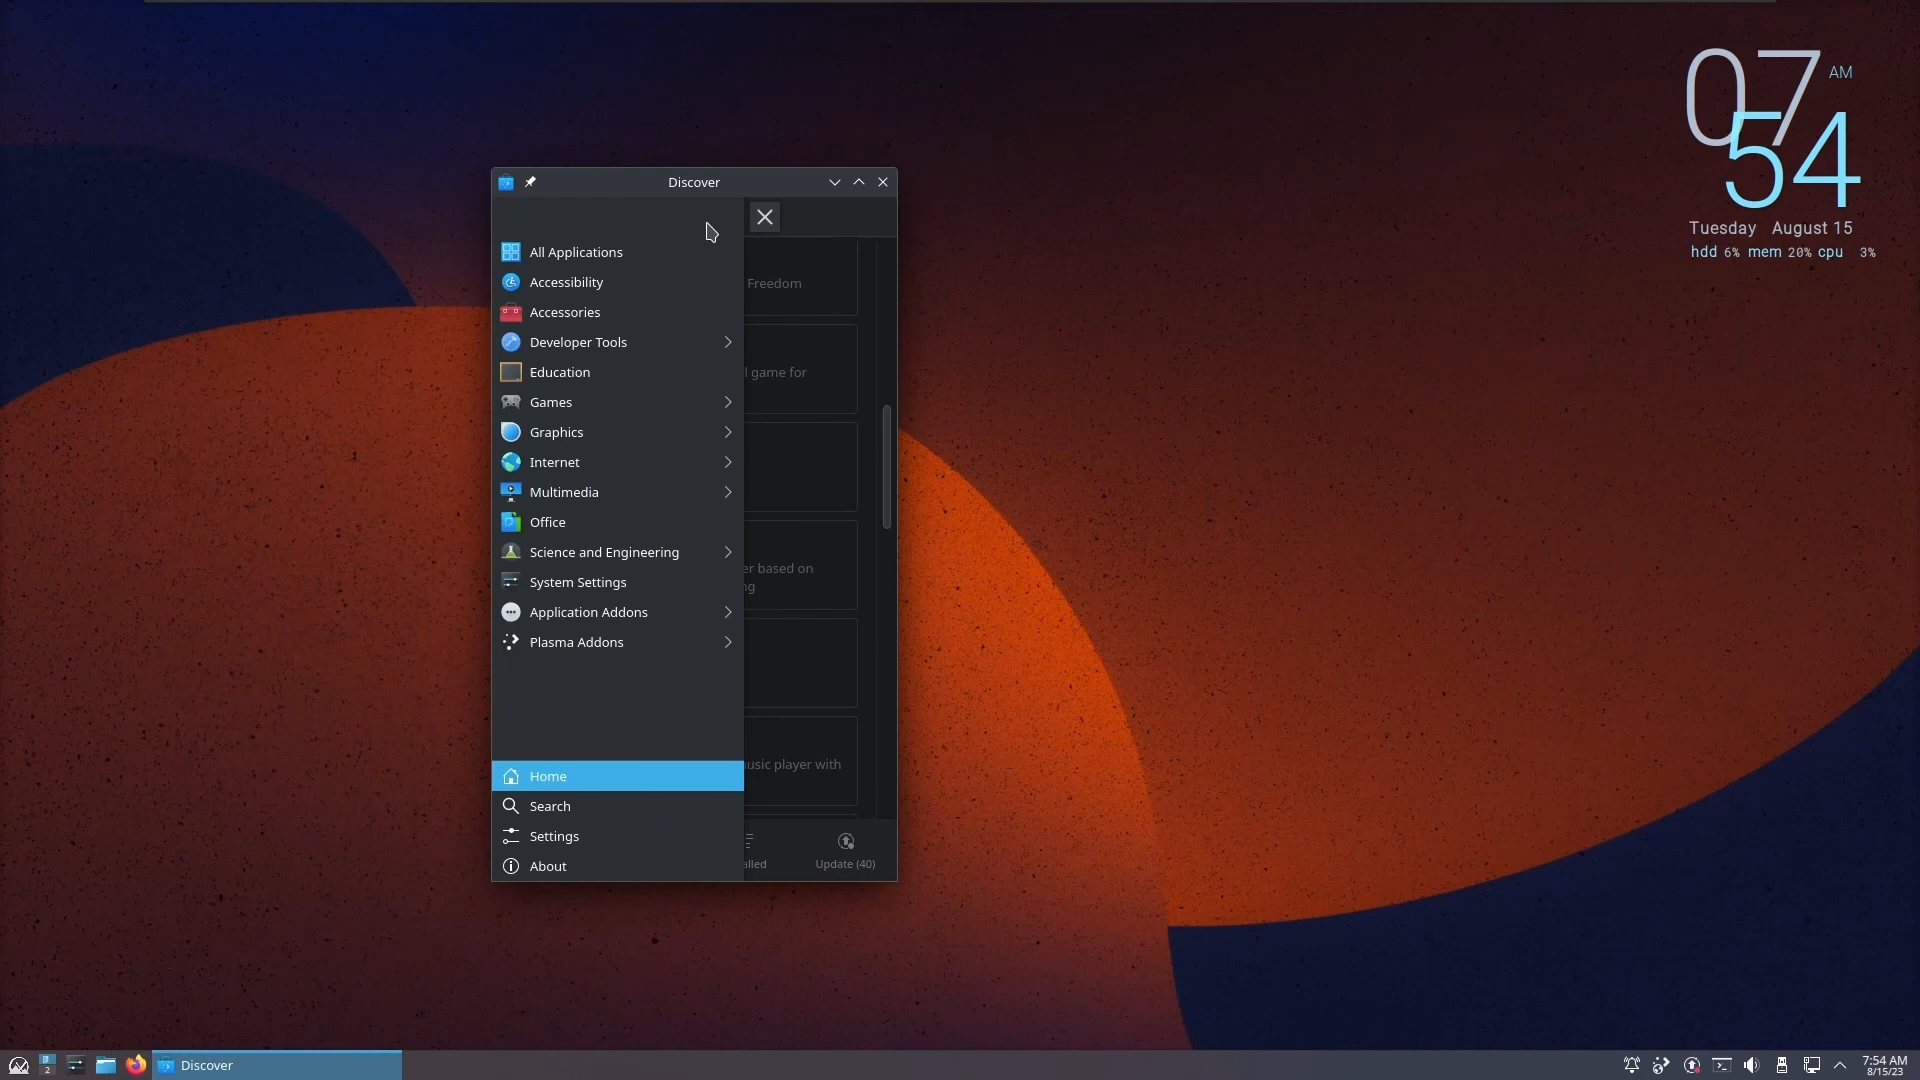 07 AM
54
Tuesday August 15
hdd 6% mem 20% cpu 3%
Discover
All Applications
Accessibility
Accessories
Developer Tools
Education
Games
Graphics
Internet
Multimedia
Office
Science and Engineering
System Settings
Application Addons
Plasma Addons
Home
Search
Settings
About
Freedom
l game for
er based on
ng
usic player with
alled
Update (40)
2
Discover
7:54 AM
8/15/23